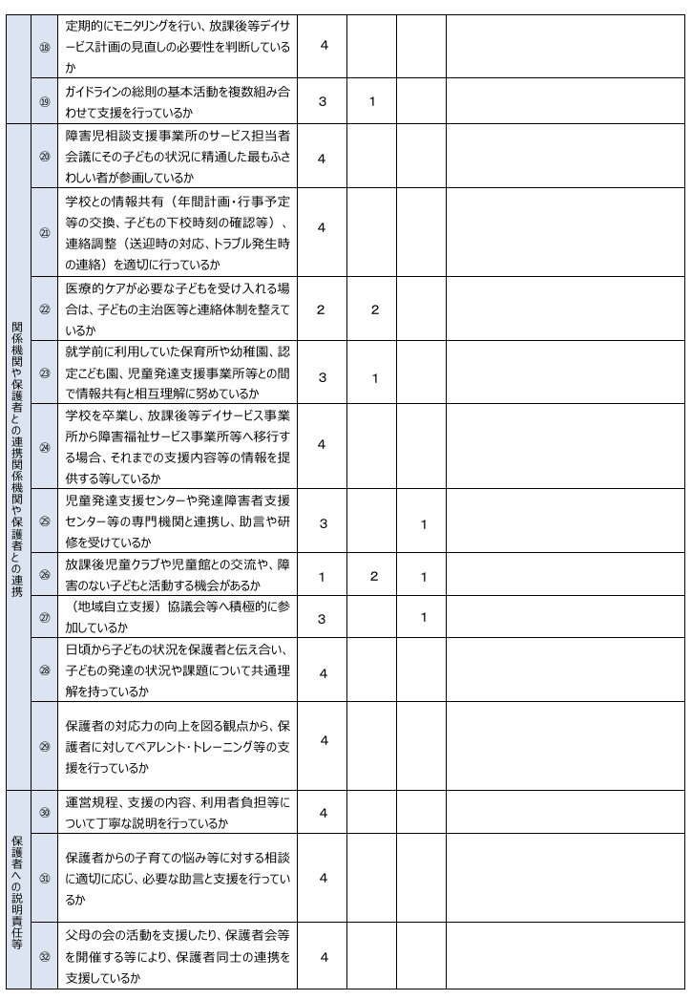 ⑱
定期的にモニタリングを行い、放課後等デイサ
ービス計画の見直しの必要性を判断している
か
4
⑲
ガイドラインの総則の基本活動を複数組み合
わせて支援を行っているか
3
1
関係機関や保護者との連携関係機関や保護者との連携
⑳
障害児相談支援事業所のサービス担当者
会議にその子どもの状況に精通した最もふさ
わしい者が参画しているか
4
㉑
学校との情報共有（年間計画・行事予定
等の交換、子どもの下校時刻の確認等）、
連絡調整（送迎時の対応、トラブル発生時
の連絡）を適切に行っているか
4
㉒
医療的ケアが必要な子どもを受け入れる場
合は、子どもの主治医等と連絡体制を整えて
いるか
2
2
㉓
就学前に利用していた保育所や幼稚園、認
定こども園、児童発達支援事業所等との間
で情報共有と相互理解に努めているか
3
1
㉔
学校を卒業し、放課後等デイサービス事業
所から障害福祉サービス事業所等へ移行す
る場合、それまでの支援内容等の情報を提
供する等しているか
4
㉕
児童発達支援センターや発達障害者支援
センター等の専門機関と連携し、助言や研
修を受けているか
3
1
㉖
放課後児童クラブや児童館との交流や、障
害のない子どもと活動する機会があるか
1
2
1
㉗
（地域自立支援）協議会等へ積極的に参
加しているか
3
1
㉘
日頃から子どもの状況を保護者と伝え合い、
子どもの発達の状況や課題について共通理
解を持っているか
4
㉙
保護者の対応力の向上を図る観点から、保
護者に対してペアレント・トレーニング等の支
援を行っているか
4
保護者への説明責任等
㉚
運営規程、支援の内容、利用者負担等に
ついて丁寧な説明を行っているか
4
㉛
保護者からの子育ての悩み等に対する相談
に適切に応じ、必要な助言と支援を行ってい
るか
4
㉜
父母の会の活動を支援したり、保護者会等
を開催する等により、保護者同士の連携を
支援しているか
4